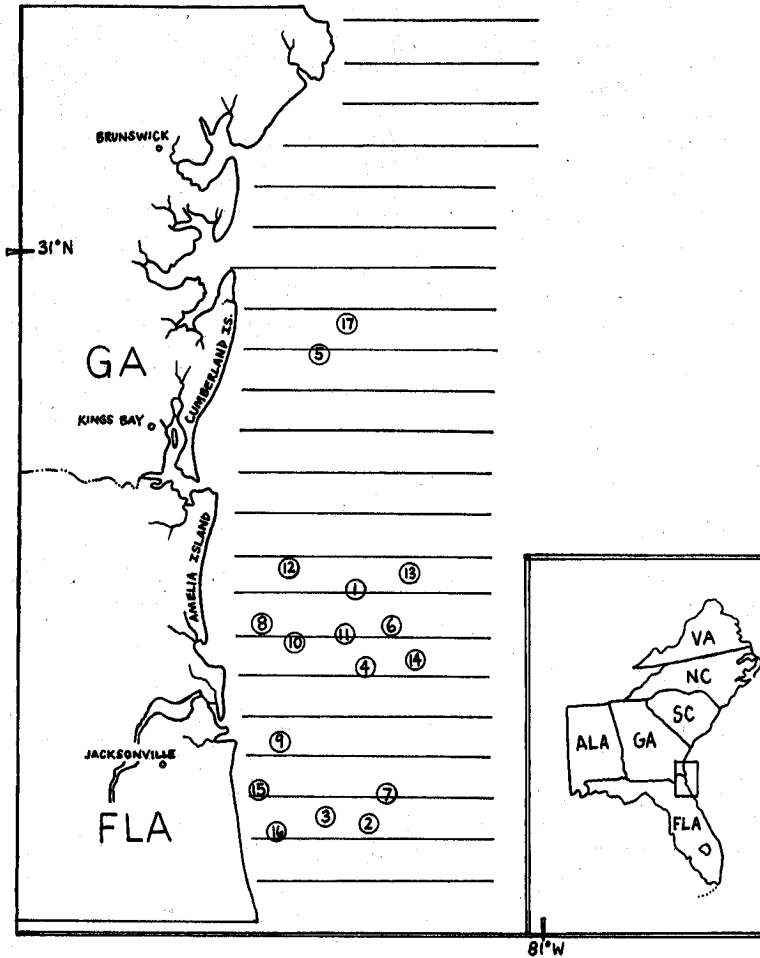 BRUNSWICK
31°N
17
GA
5
CUMBERLAND IS.
KINGS BAY
AMELIA ISLAND
12
13
1
8
6
11
10
14
4
9
JACKSONVILLE
15
7
3
2
16
FLA
VA
NC
SC
ALA
GA
FLA
81°W